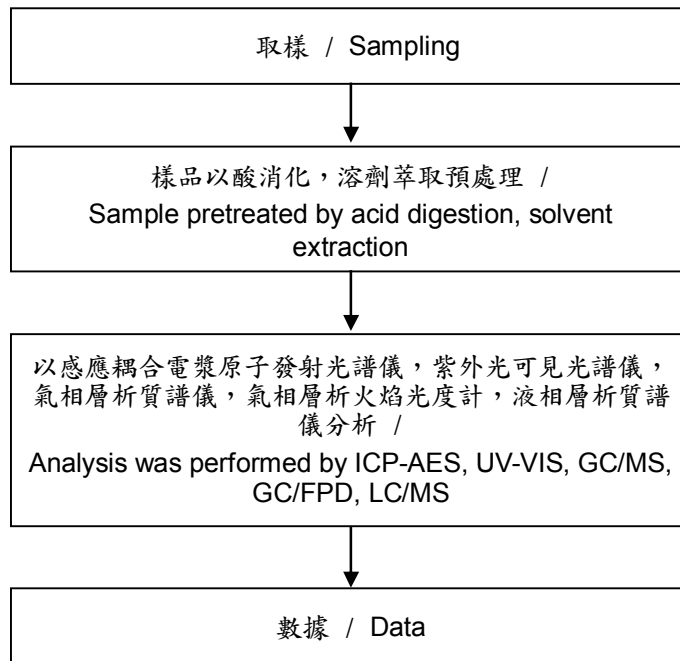 取樣 / Sampling
樣品以酸消化，溶劑萃取預處理 /
Sample pretreated by acid digestion, solvent
extraction
以感應耦合電漿原子發射光譜儀，紫外光可見光譜儀，
氣相層析質譜儀，氣相層析火焰光度計，液相層析質譜
儀分析 /
Analysis was performed by ICP-AES, UV-VIS, GC/MS,
GC/FPD, LC/MS
數據 / Data